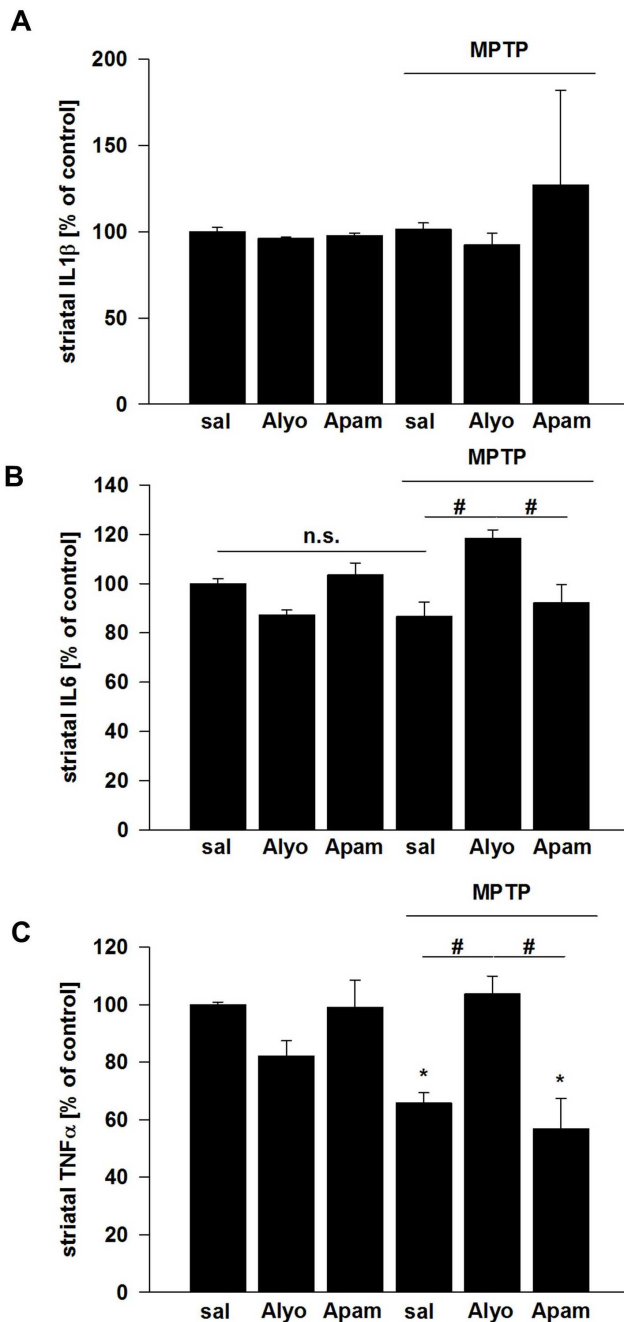 A
MPTP
200
150
100
50
0
striatal IL1β [% of control]
sal Alyo Apam sal Alyo Apam
B
MPTP
140
120
100
80
60
40
20
0
striatal IL6 [% of control]
n.s.
# #
sal Alyo Apam sal Alyo Apam
C
MPTP
120
100
80
60
40
20
0
striatal TNFα [% of control]
# #
* *
sal Alyo Apam sal Alyo Apam